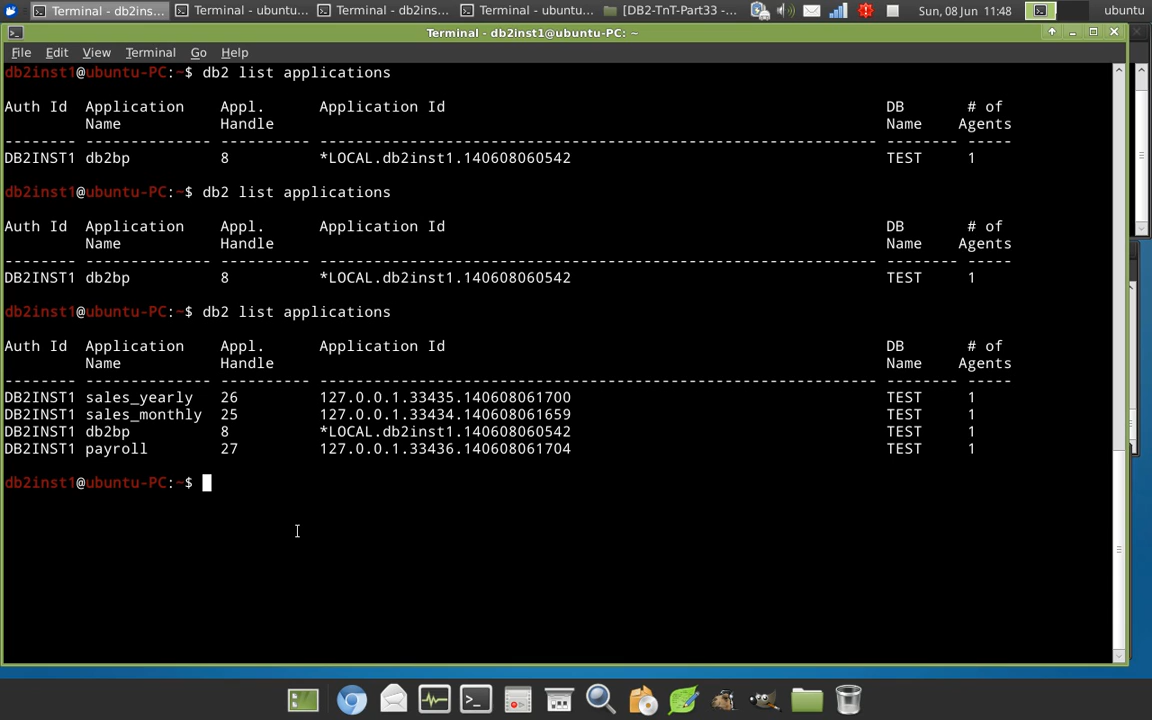 Terminal - db2ins...
Terminal - ubuntu...
Terminal - db2ins...
Terminal - ubuntu...
[DB2-TnT-Part33 -...
Sun, 08 Jun 11:48
ubuntu
Terminal - db2inst1@ubuntu-PC: ~
File Edit View Terminal Go Help
db2inst1@ubuntu-PC:~$ db2 list applications
Auth Id Application Appl. Application Id DB # of
Name Handle Name Agents
-------- -------------- ---------- -------------------------------------------------------------- -------- -----
DB2INST1 db2bp 8 *LOCAL.db2inst1.140608060542 TEST 1
db2inst1@ubuntu-PC:~$ db2 list applications
Auth Id Application Appl. Application Id DB # of
Name Handle Name Agents
-------- -------------- ---------- -------------------------------------------------------------- -------- -----
DB2INST1 db2bp 8 *LOCAL.db2inst1.140608060542 TEST 1
db2inst1@ubuntu-PC:~$ db2 list applications
Auth Id Application Appl. Application Id DB # of
Name Handle Name Agents
-------- -------------- ---------- -------------------------------------------------------------- -------- -----
DB2INST1 sales_yearly 26 127.0.0.1.33435.140608061700 TEST 1
DB2INST1 sales_monthly 25 127.0.0.1.33434.140608061659 TEST 1
DB2INST1 db2bp 8 *LOCAL.db2inst1.140608060542 TEST 1
DB2INST1 payroll 27 127.0.0.1.33436.140608061704 TEST 1
db2inst1@ubuntu-PC:~$